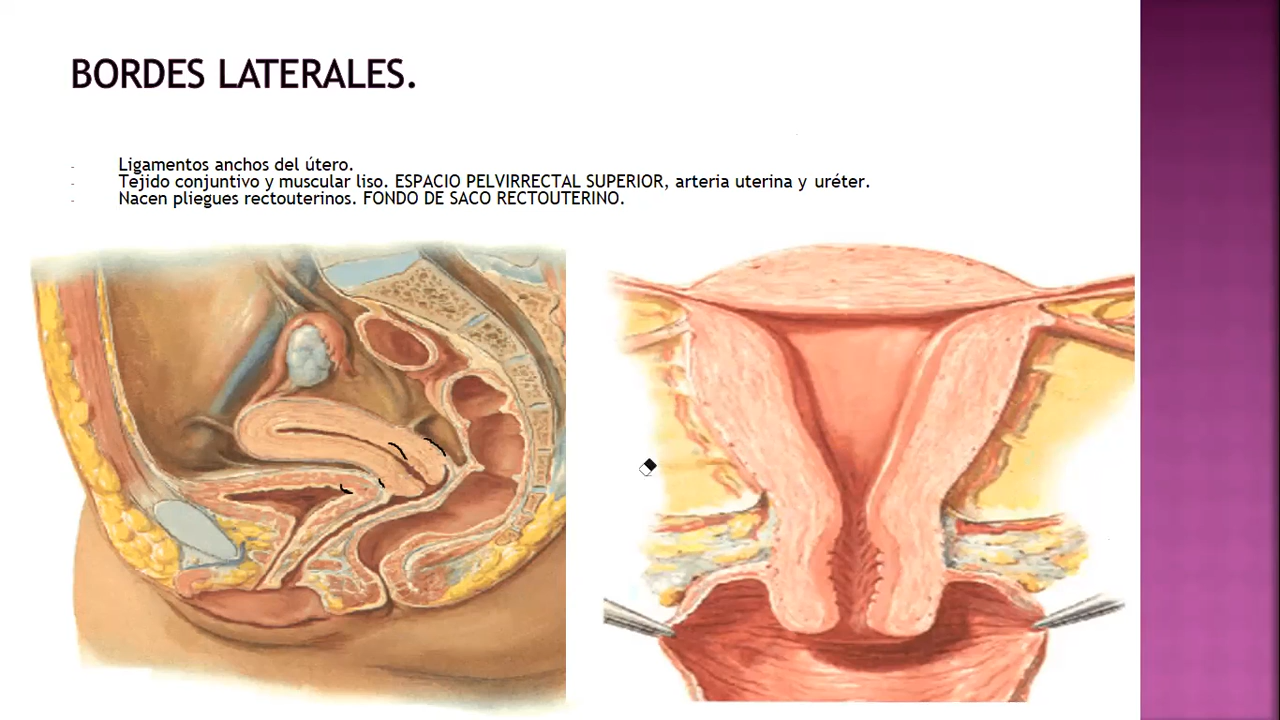 BORDES LATERALES.
- Ligamentos anchos del útero.
- Tejido conjuntivo y muscular liso. ESPACIO PELVIRRECTAL SUPERIOR, arteria uterina y uréter.
- Nacen pliegues rectouterinos. FONDO DE SACO RECTOUTERINO.